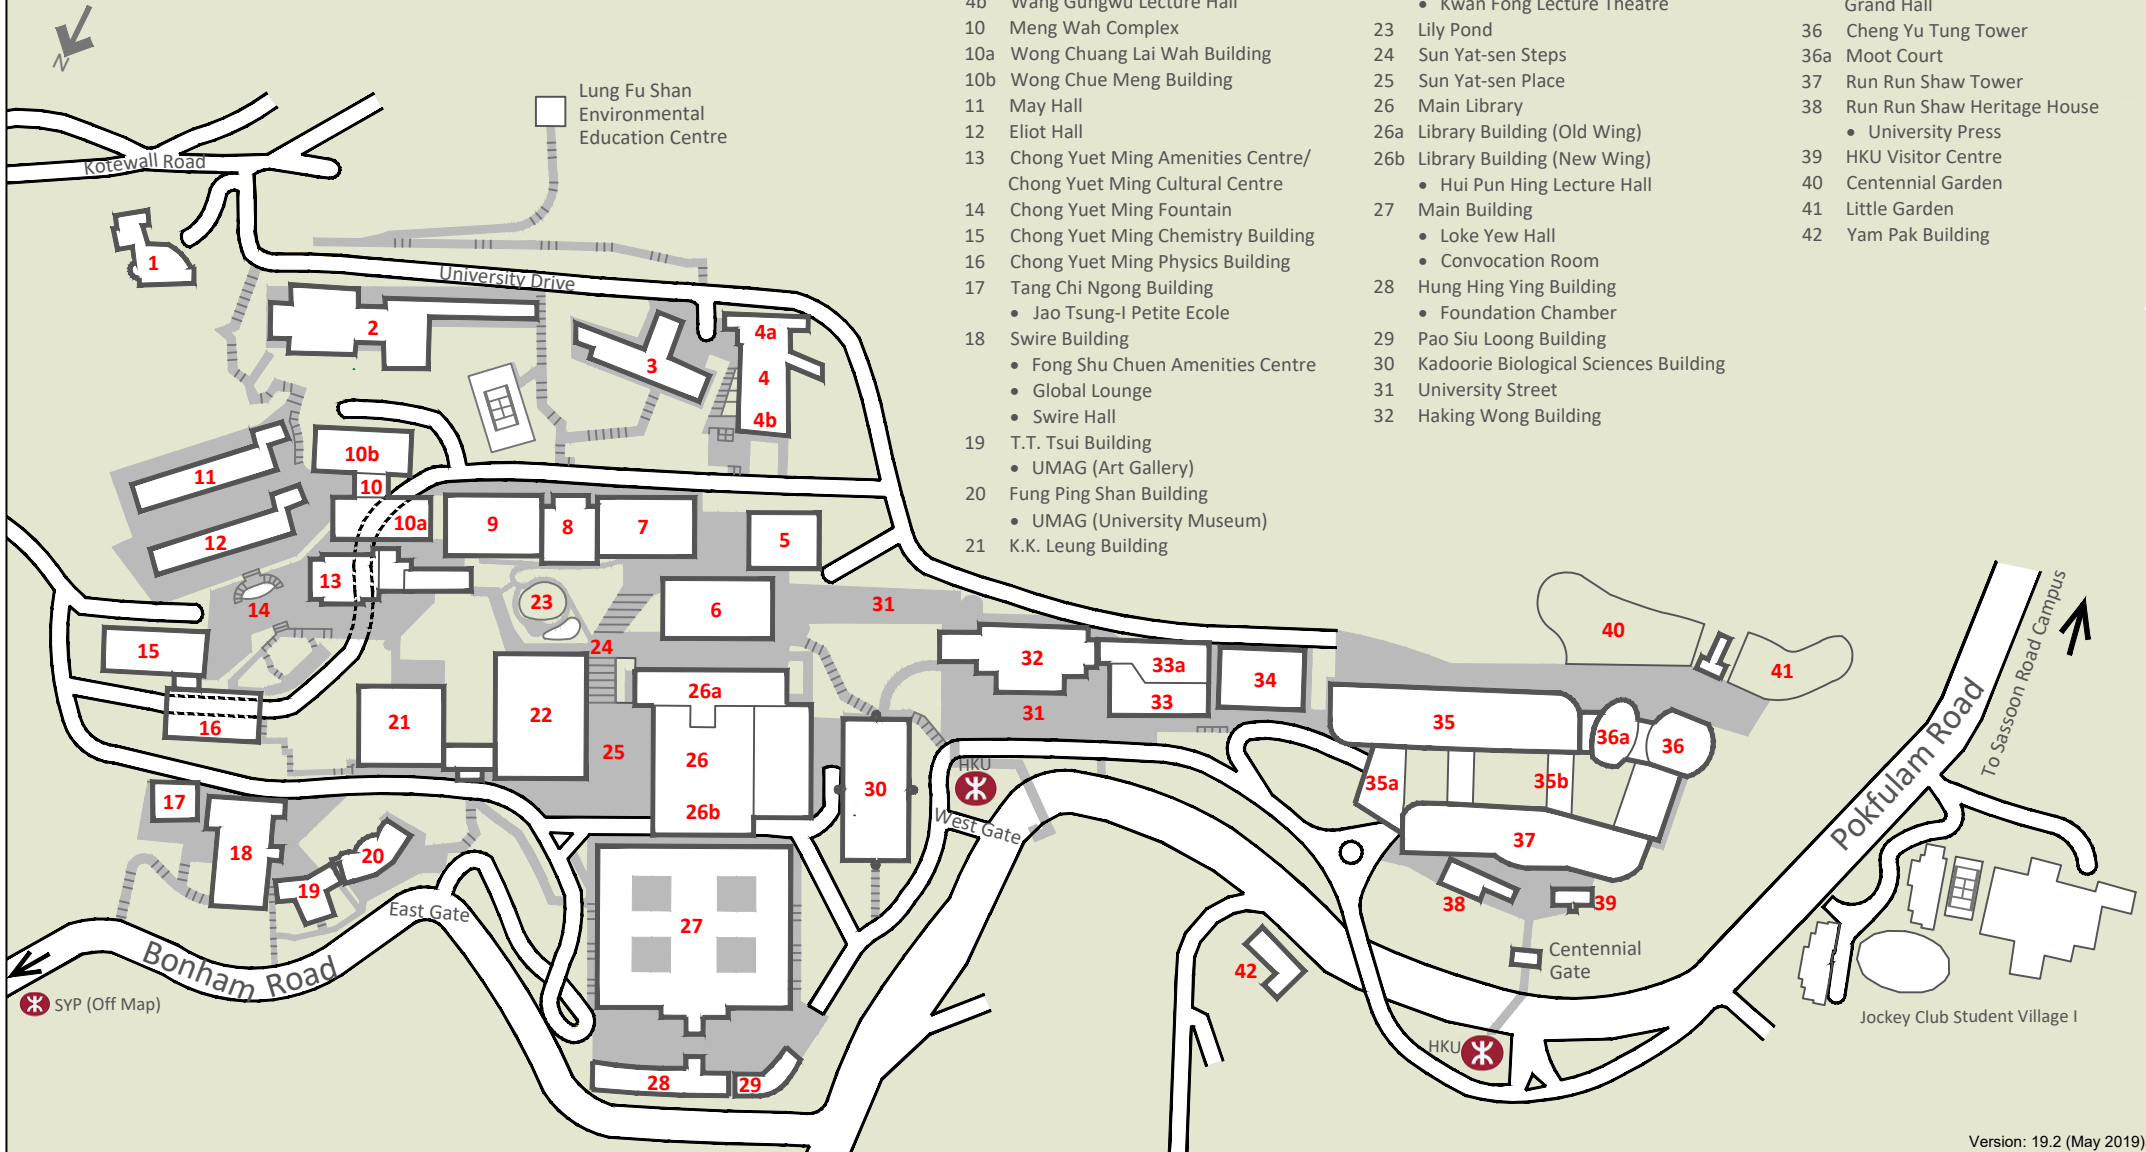 4b Wang Gungwu Lecture Hall
10 Meng Wah Complex
10a Wong Chuang Lai Wah Building
10b Wong Chue Meng Building
11 May Hall
12 Eliot Hall
13 Chong Yuet Ming Amenities Centre/
Chong Yuet Ming Cultural Centre
14 Chong Yuet Ming Fountain
15 Chong Yuet Ming Chemistry Building
16 Chong Yuet Ming Physics Building
17 Tang Chi Ngong Building
• Jao Tsung-I Petite Ecole
18 Swire Building
• Fong Shu Chuen Amenities Centre
• Global Lounge
• Swire Hall
19 T.T. Tsui Building
• UMAG (Art Gallery)
20 Fung Ping Shan Building
• UMAG (University Museum)
21 K.K. Leung Building
• Kwan Fong Lecture Theatre
23 Lily Pond
24 Sun Yat-sen Steps
25 Sun Yat-sen Place
26 Main Library
26a Library Building (Old Wing)
26b Library Building (New Wing)
• Hui Pun Hing Lecture Hall
27 Main Building
• Loke Yew Hall
• Convocation Room
28 Hung Hing Ying Building
• Foundation Chamber
29 Pao Siu Loong Building
30 Kadoorie Biological Sciences Building
31 University Street
32 Haking Wong Building
Grand Hall
36 Cheng Yu Tung Tower
36a Moot Court
37 Run Run Shaw Tower
38 Run Run Shaw Heritage House
• University Press
39 HKU Visitor Centre
40 Centennial Garden
41 Little Garden
42 Yam Pak Building
N
Lung Fu Shan
Environmental
Education Centre
Kotewall Road
1
University Drive
2
3
4a
4
4b
10b
11
10
10a
9
8
7
5
12
13
14
23
6
31
24
15
16
21
22
25
26a
26
26b
32
33a
33
31
34
40
41
35
36a
36
35a
35b
30
HKU
West Gate
17
18
19
20
East Gate
27
37
38
39
Centennial
Gate
42
Bonham Road
SYP (Off Map)
28
29
HKU
Pokfulam Road
To Sassoon Road Campus
Jockey Club Student Village I
Version: 19.2 (May 2019)